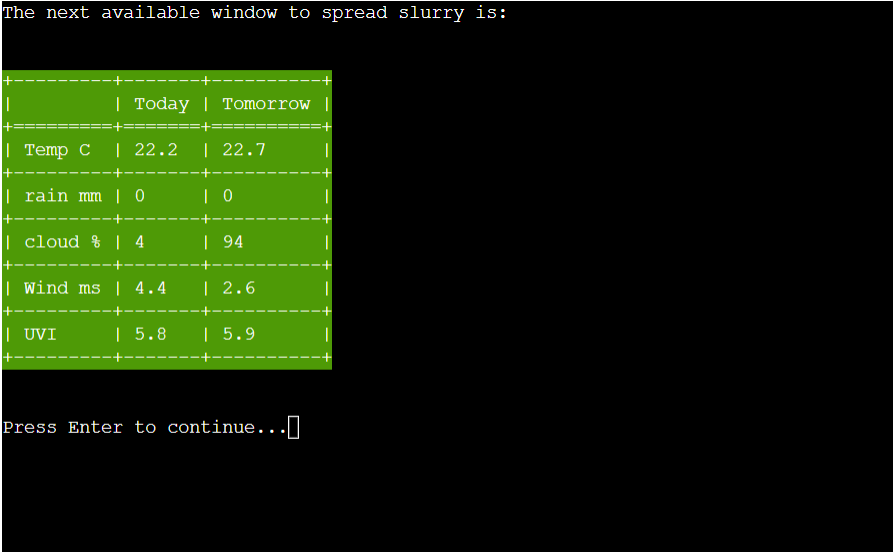 The next available window to spread slurry is:
+---------+-------+----------+
|         | Today | Tomorrow |
+=========+=======+==========+
| Temp C  | 22.2  | 22.7     |
+---------+-------+----------+
| rain mm | 0     | 0        |
+---------+-------+----------+
| cloud % | 4     | 94       |
+---------+-------+----------+
| Wind ms | 4.4   | 2.6      |
+---------+-------+----------+
| UVI     | 5.8   | 5.9      |
+---------+-------+----------+
Press Enter to continue...